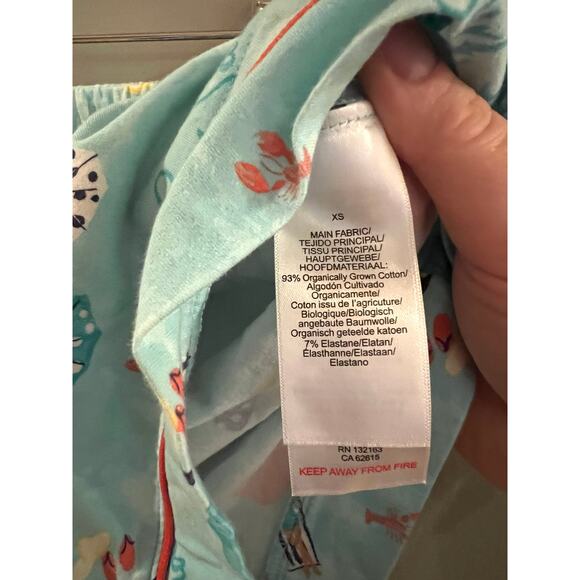 XS
MAIN FABRIC/
TEJIDO PRINCIPAL/
TISSU PRINCIPAL/
HAUPTGEWEBE/
HOOFDMATERIAAL:
93% Organically Grown Cotton/
Algodón Cultivado
Organicamente/
Coton issu de l'agriculture/
Biologique/Biologisch
angebaute Baumwolle/
Organisch geteelde katoen
7% Elastane/Elatan/
Élasthanne/Elastaan/
Elastano
RN 132163
CA 62615
KEEP AWAY FROM FIRE